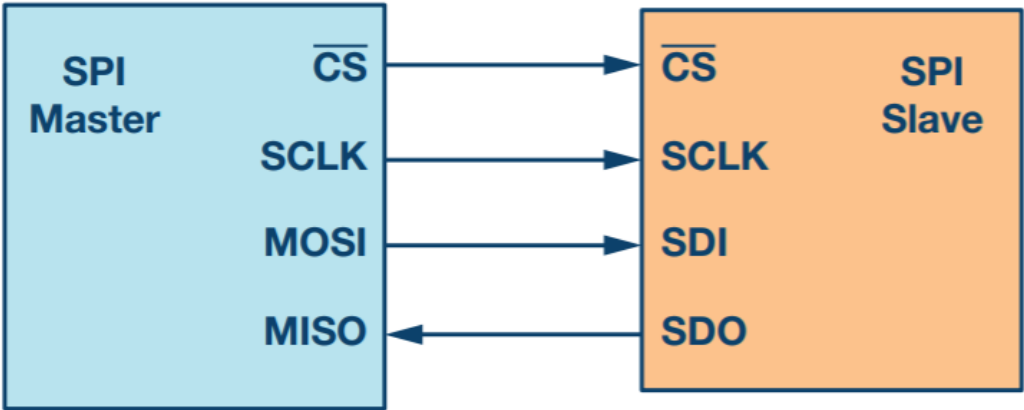 SPI
Master
CS
SCLK
MOSI
MISO
CS
SCLK
SDI
SDO
SPI
Slave